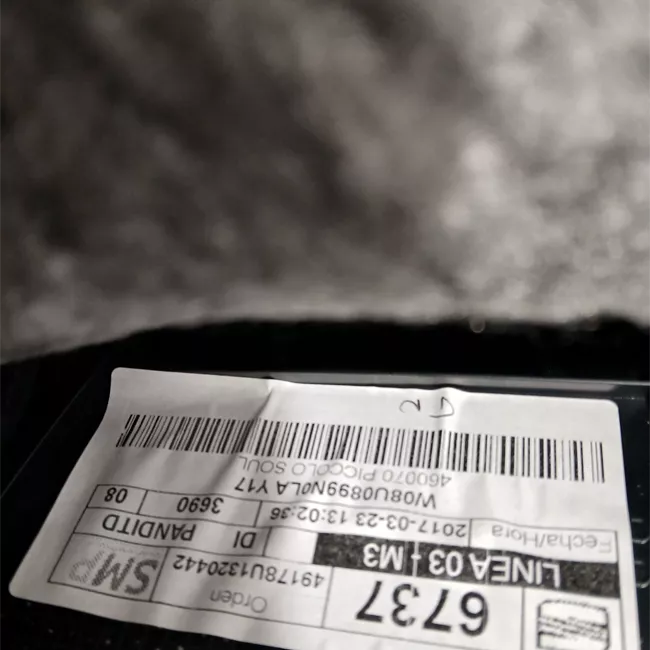 6737
Orden
49178U1320442
SM
LINEA 03 - M3
DI PANDITD
Fecha/Hora 2017-03-23 13:02:36 3690 08
W08U0899N0LA Y17
460070 PICCOLO SOUL